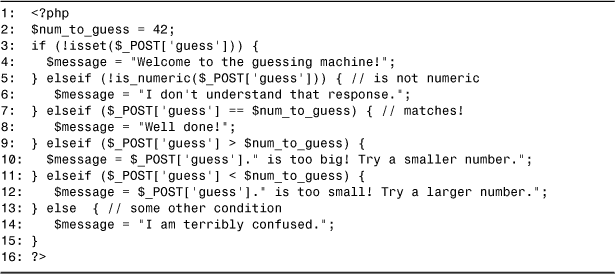 1: <?php
2: $num_to_guess = 42;
3: if (!isset($_POST['guess'])) {
4:   $message = "Welcome to the guessing machine!";
5: } elseif (!is_numeric($_POST['guess'])) { // is not numeric
6:    $message = "I don't understand that response.";
7: } elseif ($_POST['guess'] == $num_to_guess) { // matches!
8:    $message = "Well done!";
9: } elseif ($_POST['guess'] > $num_to_guess) {
10:   $message = $_POST['guess']." is too big! Try a smaller number.";
11: } elseif ($_POST['guess'] < $num_to_guess) {
12:    $message = $_POST['guess']." is too small! Try a larger number.";
13: } else  { // some other condition
14:    $message = "I am terribly confused.";
15: }
16: ?>